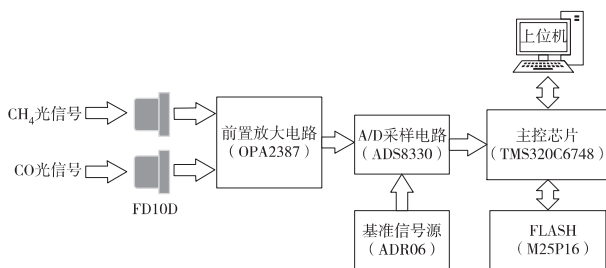 上位机
CH₄光信号
前置放大电路
(OPA2387)
A/D采样电路
(ADS8330)
主控芯片
(TMS320C6748)
CO光信号
FD10D
基准信号源
(ADR06)
FLASH
(M25P16)